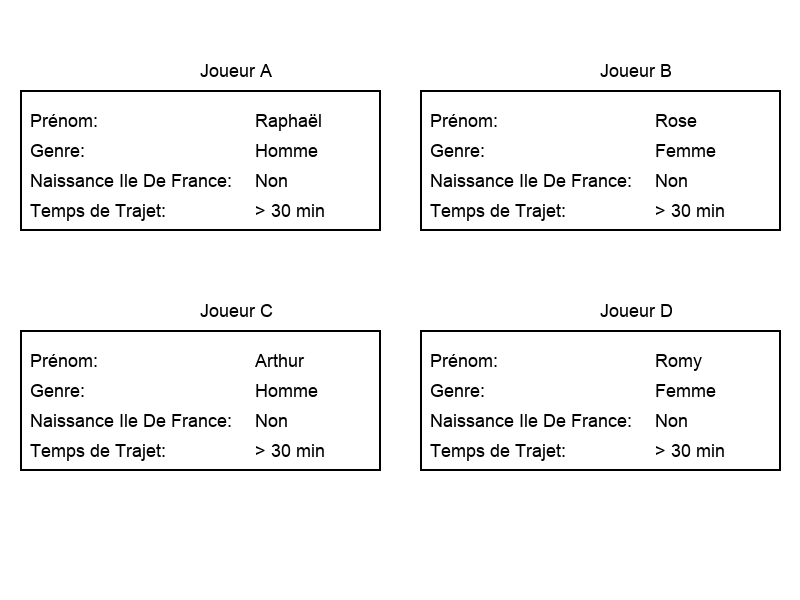 Joueur A
Prénom: Raphaël
Genre: Homme
Naissance Ile De France: Non
Temps de Trajet: > 30 min
Joueur B
Prénom: Rose
Genre: Femme
Naissance Ile De France: Non
Temps de Trajet: > 30 min
Joueur C
Prénom: Arthur
Genre: Homme
Naissance Ile De France: Non
Temps de Trajet: > 30 min
Joueur D
Prénom: Romy
Genre: Femme
Naissance Ile De France: Non
Temps de Trajet: > 30 min